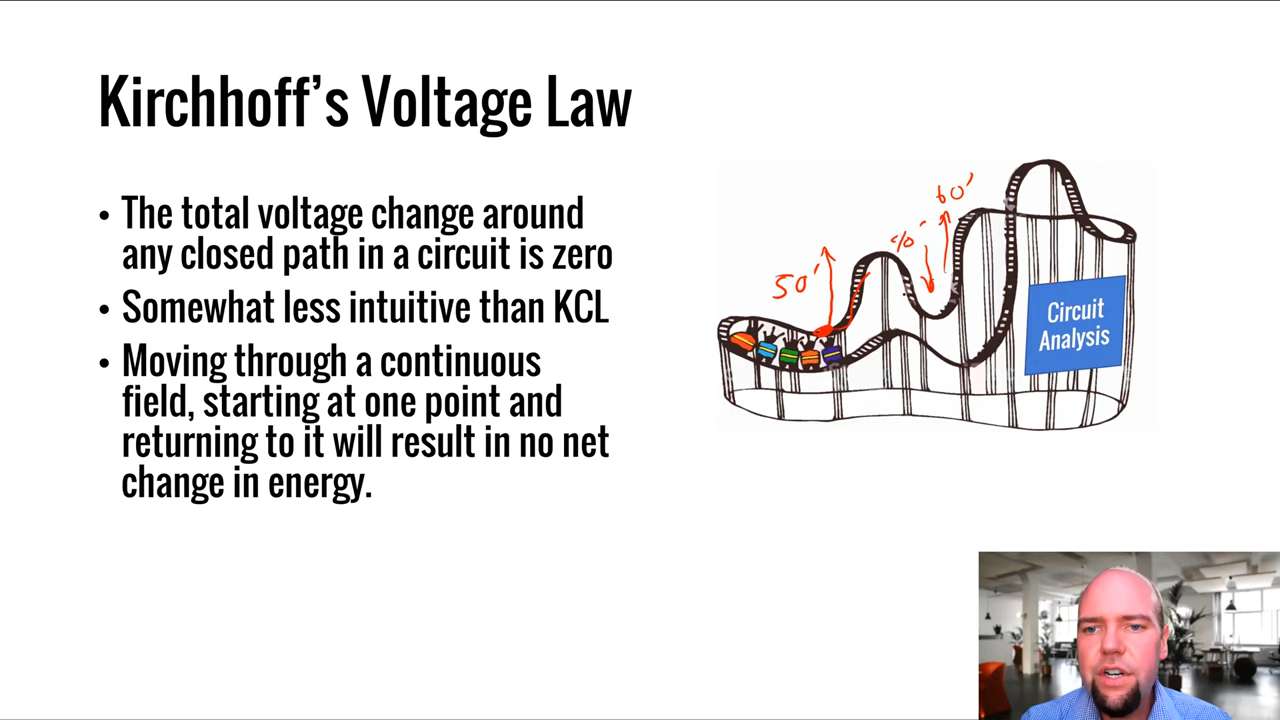 Kirchhoff's Voltage Law
• The total voltage change around
any closed path in a circuit is zero
• Somewhat less intuitive than KCL
• Moving through a continuous
field, starting at one point and
returning to it will result in no net
change in energy.
50'
60'
Circuit
Analysis